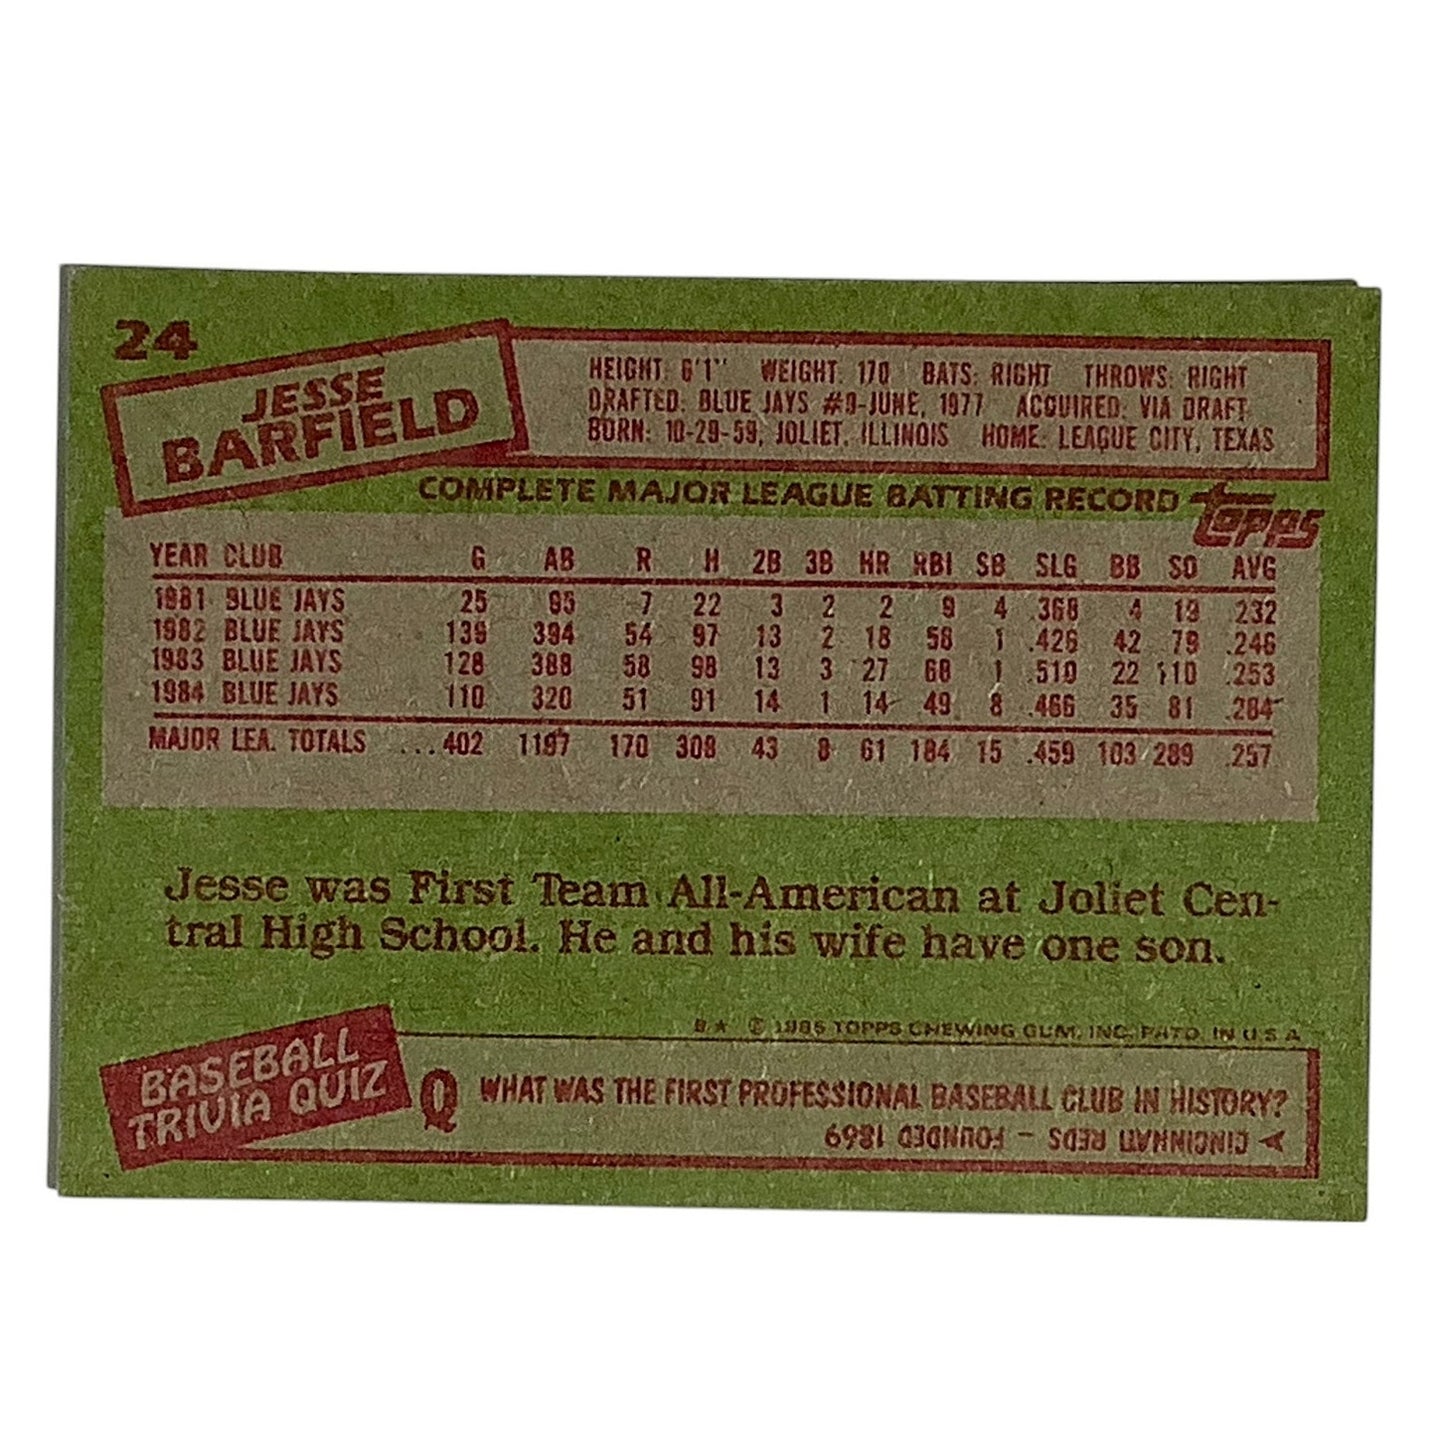 24
JESSE
BARFIELD
HEIGHT: 6'1" WEIGHT: 170 BATS: RIGHT THROWS: RIGHT
DRAFTED: BLUE JAYS #9-JUNE, 1977 ACQUIRED: VIA DRAFT
BORN: 10-29-59, JOLIET, ILLINOIS HOME: LEAGUE CITY, TEXAS
COMPLETE MAJOR LEAGUE BATTING RECORD
topps
YEAR CLUB G AB R H 2B 3B HR RBI SB SLG BB SO AVG
1981 BLUE JAYS 25 95 7 22 3 2 2 9 4 .368 4 19 .232
1982 BLUE JAYS 139 394 54 97 13 2 18 58 1 .426 42 79 .246
1983 BLUE JAYS 128 388 58 98 13 3 27 68 1 .510 22 110 .253
1984 BLUE JAYS 110 320 51 91 14 1 14 49 8 .466 35 81 .284
MAJOR LEA. TOTALS ...402 1197 170 308 43 8 61 184 15 .459 103 289 .257
Jesse was First Team All-American at Joliet Cen-
tral High School. He and his wife have one son.
B★ © 1985 TOPPS CHEWING GUM, INC. PRTD. IN U.S.A.
BASEBALL
TRIVIA QUIZ
Q WHAT WAS THE FIRST PROFESSIONAL BASEBALL CLUB IN HISTORY?
A CINCINNATI REDS – FOUNDED 1869